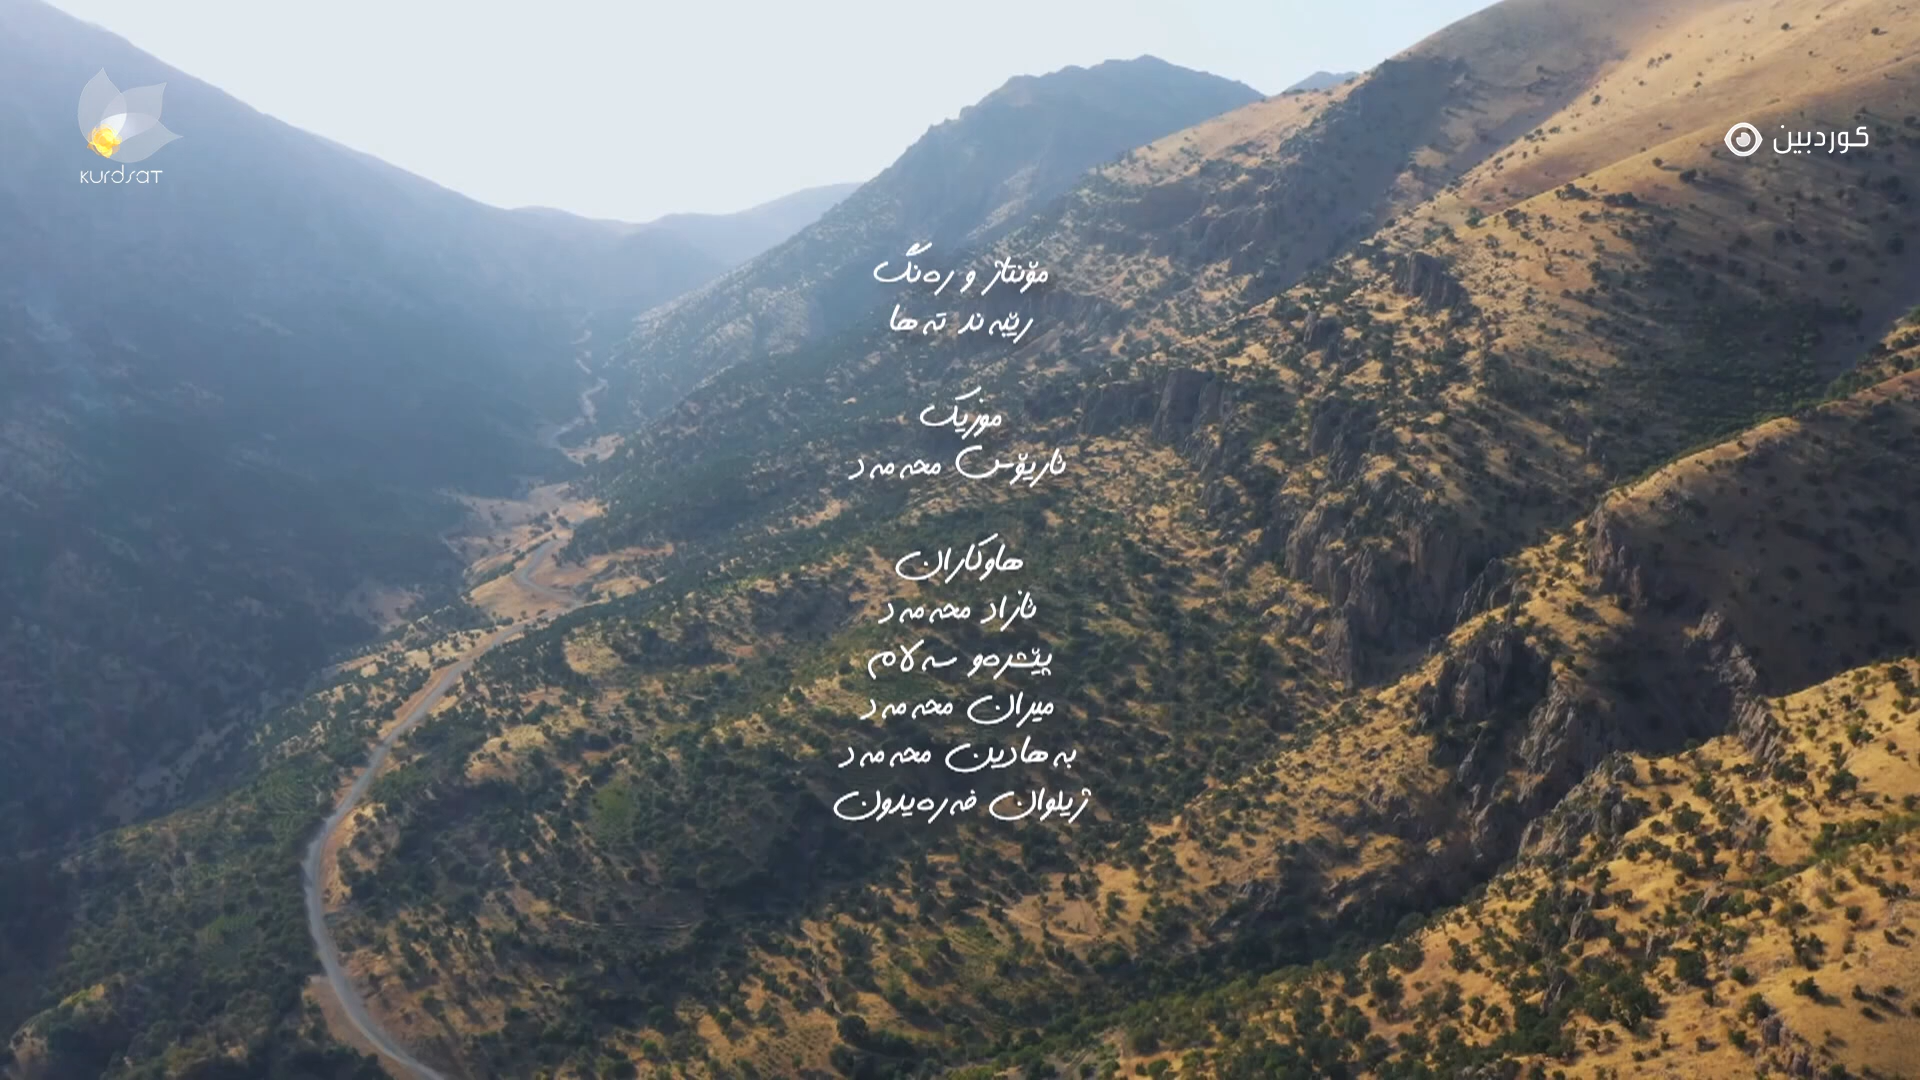 KURDSAT
کوردبین
مۆنتاژ و ڕەنگ
ڕێبەند تەها
موزیک
ئاریۆس محەمەد
هاوکاران
ئازاد محەمەد
پێشڕەو سەلام
میران محەمەد
بەهادین محەمەد
ژیلوان فەرەیدون